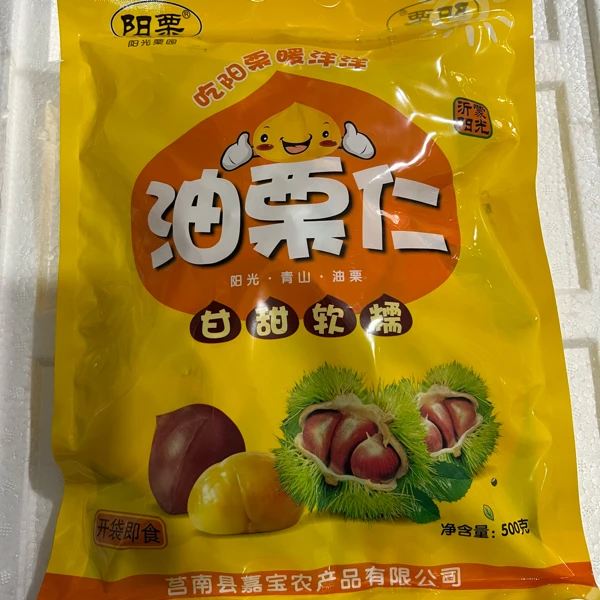 阳栗®
阳光栗园
阳栗
吃阳栗暖洋洋
沂蒙
阳光
油栗仁
阳光·青山·油栗
甘甜软糯
开袋即食
净含量：500克
莒南县嘉宝农产品有限公司